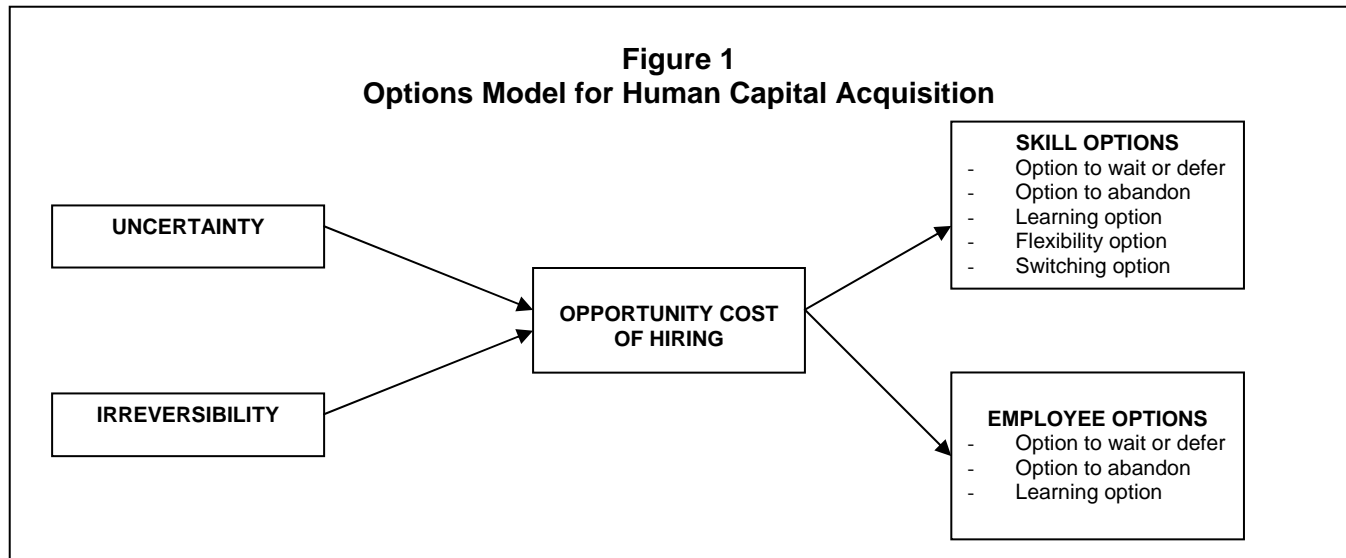 Figure 1
Options Model for Human Capital Acquisition
UNCERTAINTY
IRREVERSIBILITY
OPPORTUNITY COST
OF HIRING
SKILL OPTIONS
- Option to wait or defer
- Option to abandon
- Learning option
- Flexibility option
- Switching option
EMPLOYEE OPTIONS
- Option to wait or defer
- Option to abandon
- Learning option